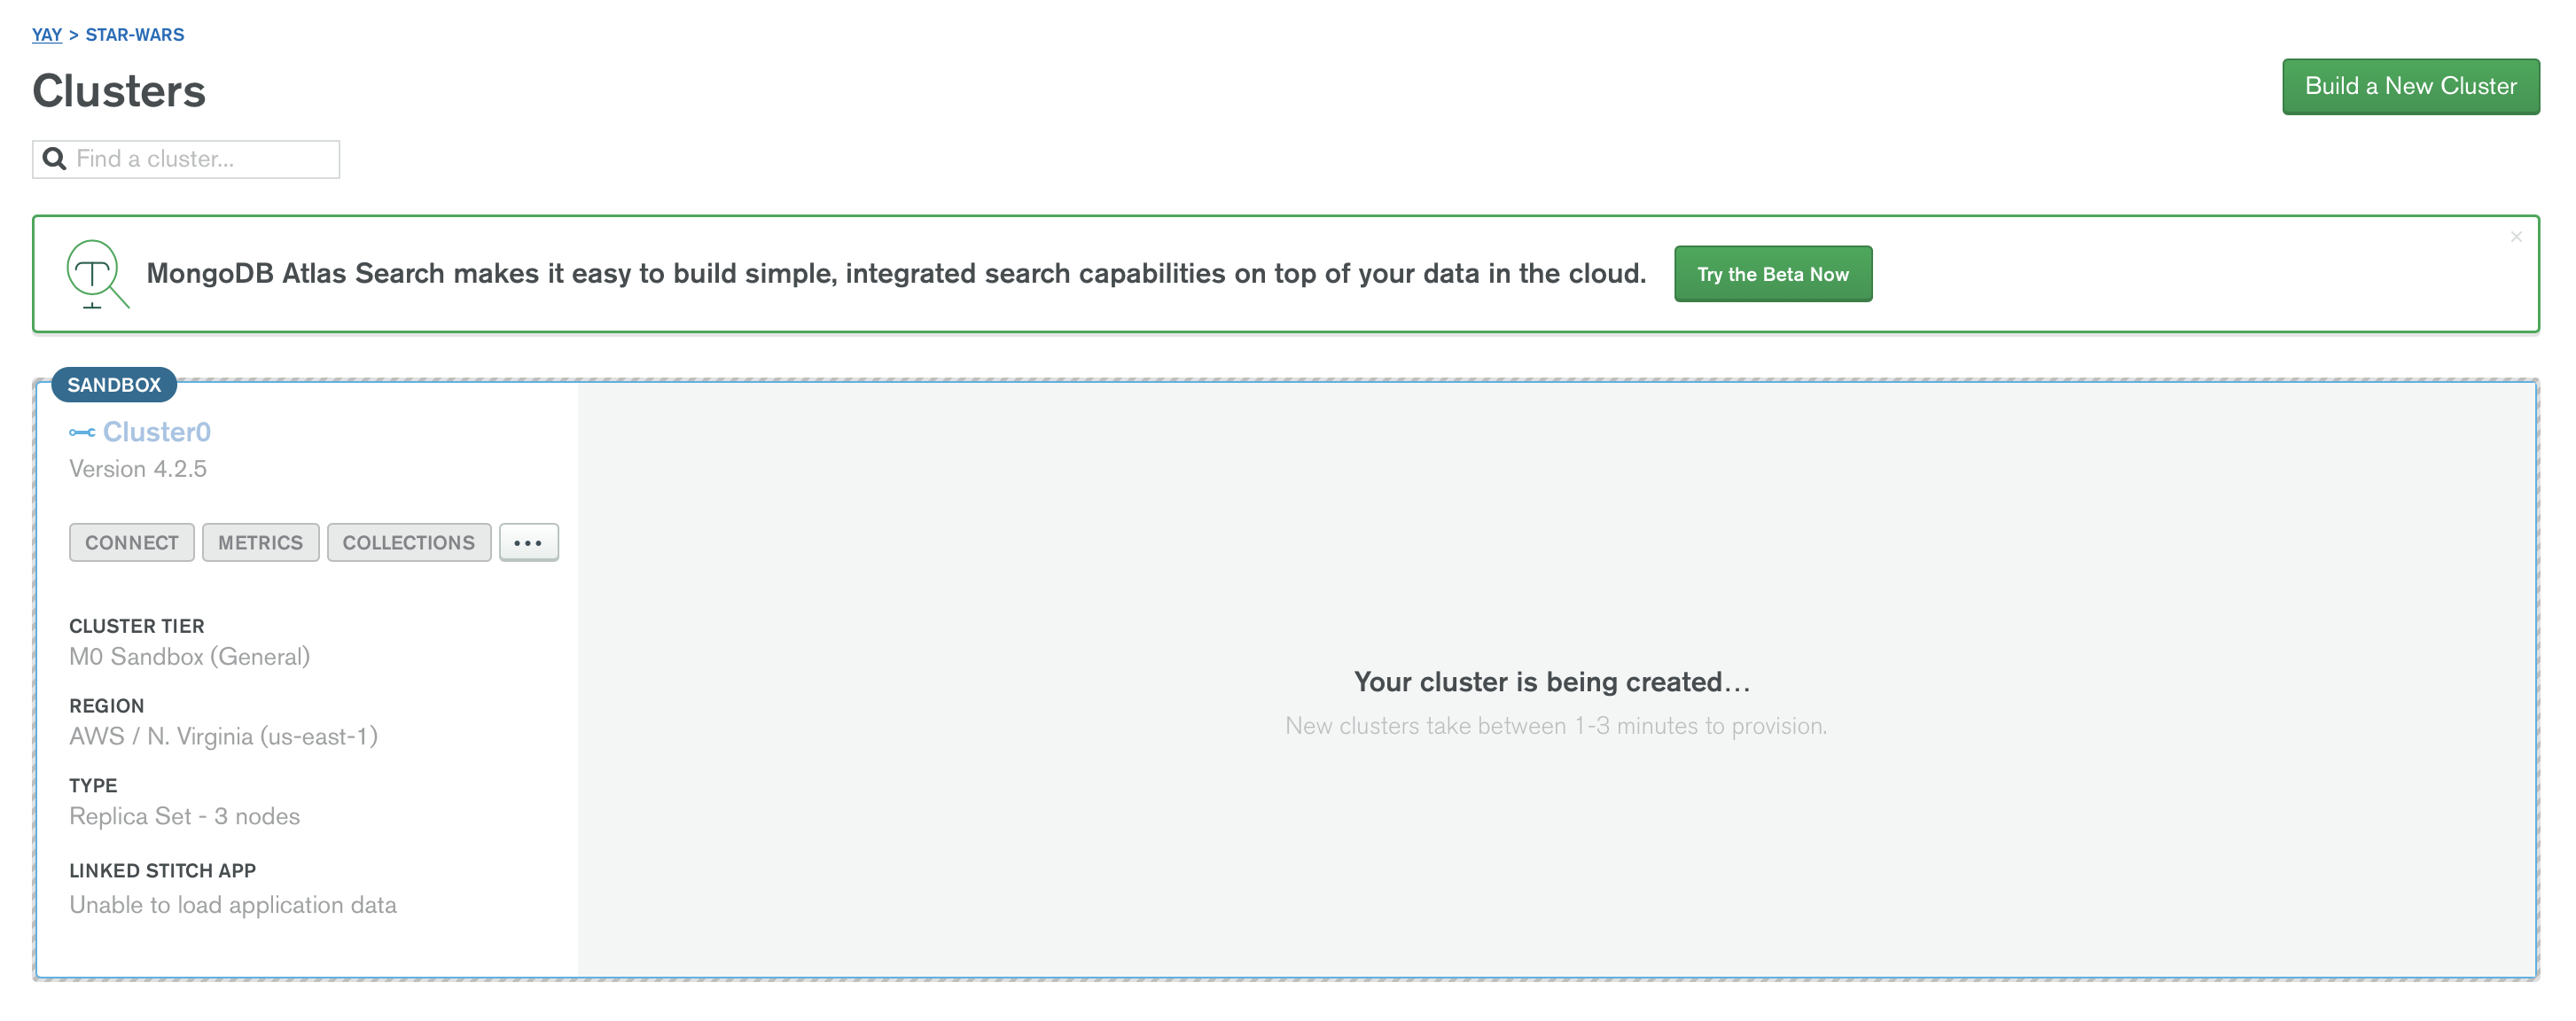 YAY > STAR-WARS
Clusters
Build a New Cluster
Find a cluster...
MongoDB Atlas Search makes it easy to build simple, integrated search capabilities on top of your data in the cloud.
Try the Beta Now
SANDBOX
Cluster0
Version 4.2.5
CONNECT METRICS COLLECTIONS ...
CLUSTER TIER
M0 Sandbox (General)
REGION
AWS / N. Virginia (us-east-1)
TYPE
Replica Set - 3 nodes
LINKED STITCH APP
Unable to load application data
Your cluster is being created...
New clusters take between 1-3 minutes to provision.